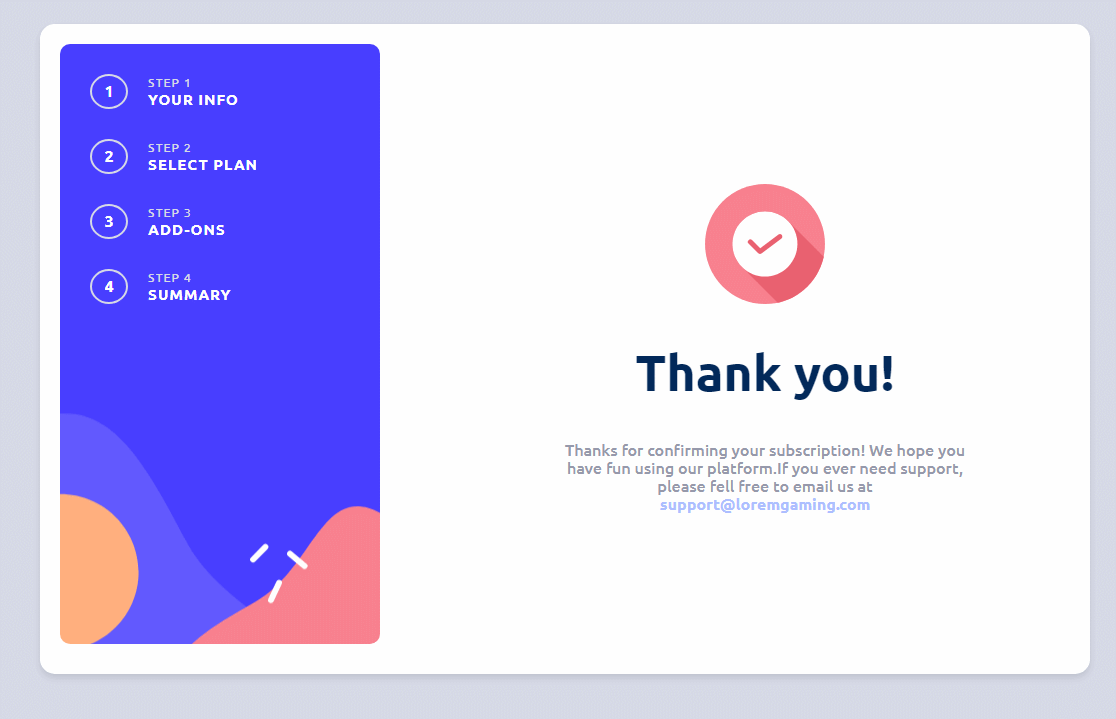 1
STEP 1
YOUR INFO
2
STEP 2
SELECT PLAN
3
STEP 3
ADD-ONS
4
STEP 4
SUMMARY
Thank you!
Thanks for confirming your subscription! We hope you
have fun using our platform.If you ever need support,
please fell free to email us at
support@loremgaming.com